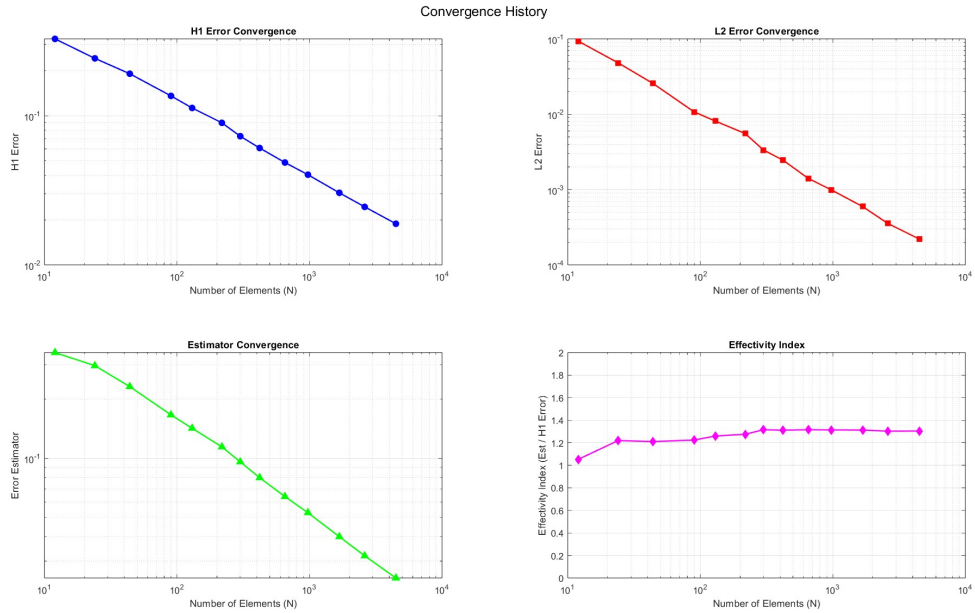 Convergence History
H1 Error Convergence
H1 Error
10^-1
10^-2
10^1
10^2
10^3
10^4
Number of Elements (N)
L2 Error Convergence
L2 Error
10^-1
10^-2
10^-3
10^-4
10^1
10^2
10^3
10^4
Number of Elements (N)
Estimator Convergence
Error Estimator
10^-1
10^1
10^2
10^3
10^4
Number of Elements (N)
Effectivity Index
Effectivity Index (Est / H1 Error)
2
1.8
1.6
1.4
1.2
1
0.8
0.6
0.4
0.2
0
10^1
10^2
10^3
10^4
Number of Elements (N)